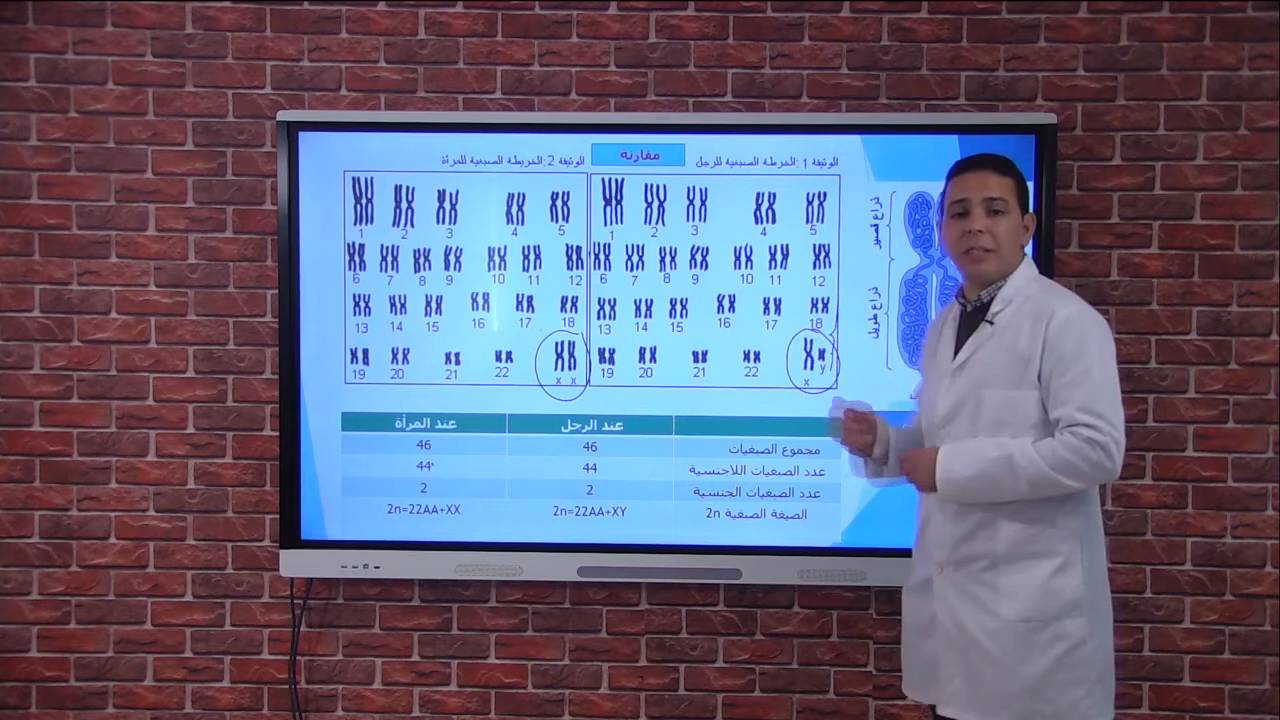 مقارنة
الوثيقة 1 :الخرطة الصبغية للرجل
الوثيقة 2 :الخريطة الصبغية للمرأة
1 2 3 4 5
6 7 8 9 10 11 12
13 14 15 16 17 18
19 20 21 22 x y
1 2 3 4 5
6 7 8 9 10 11 12
13 14 15 16 17 18
19 20 21 22 x x
ذراع قصير
ذراع طويل
عند الرجل عند المرأة
مجموع الصبغيات 46 46
عدد الصبغيات اللاجنسية 44 44
عدد الصبغيات الجنسية 2 2
الصيغة الصبغية 2n 2n=22AA+XY 2n=22AA+XX